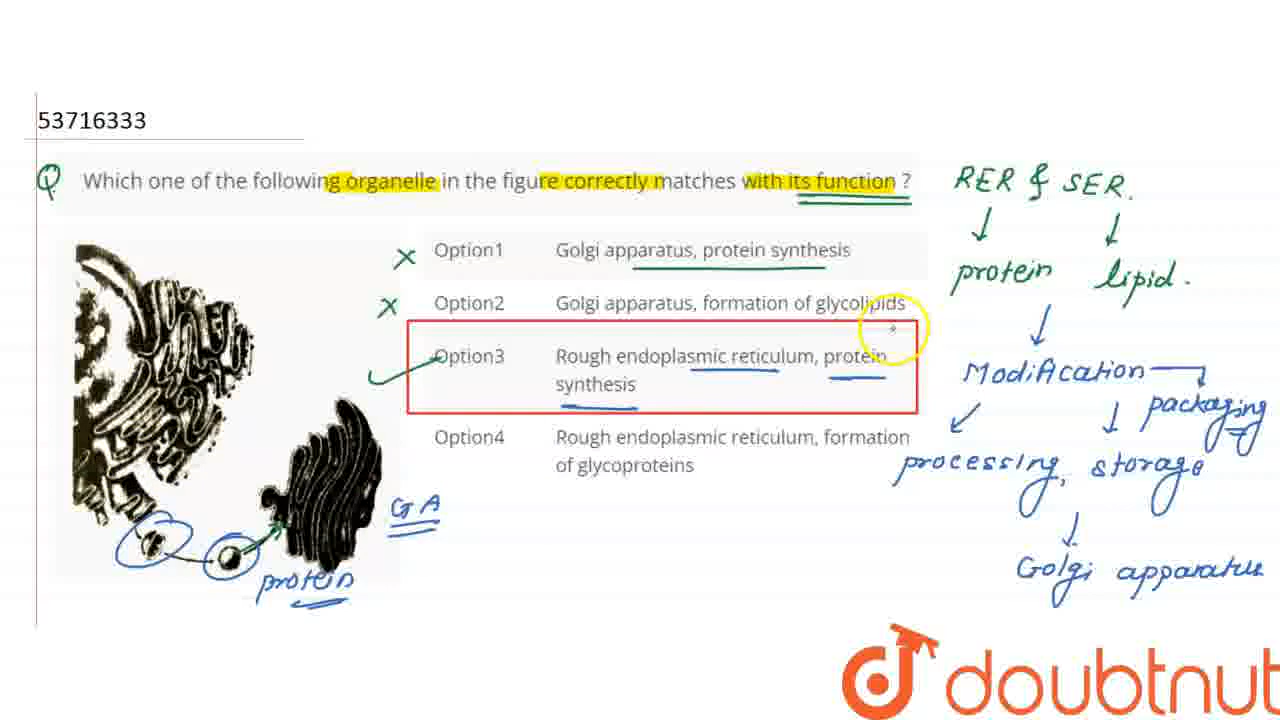 53716333
Q Which one of the following organelle in the figure correctly matches with its function ?
Option1 Golgi apparatus, protein synthesis
Option2 Golgi apparatus, formation of glycolipids
Option3 Rough endoplasmic reticulum, protein
synthesis
Option4 Rough endoplasmic reticulum, formation
of glycoproteins
GA
protein
RER & SER.
protein lipid.
Modification
packaging
processing, storage
Golgi apparatus
doubtnut